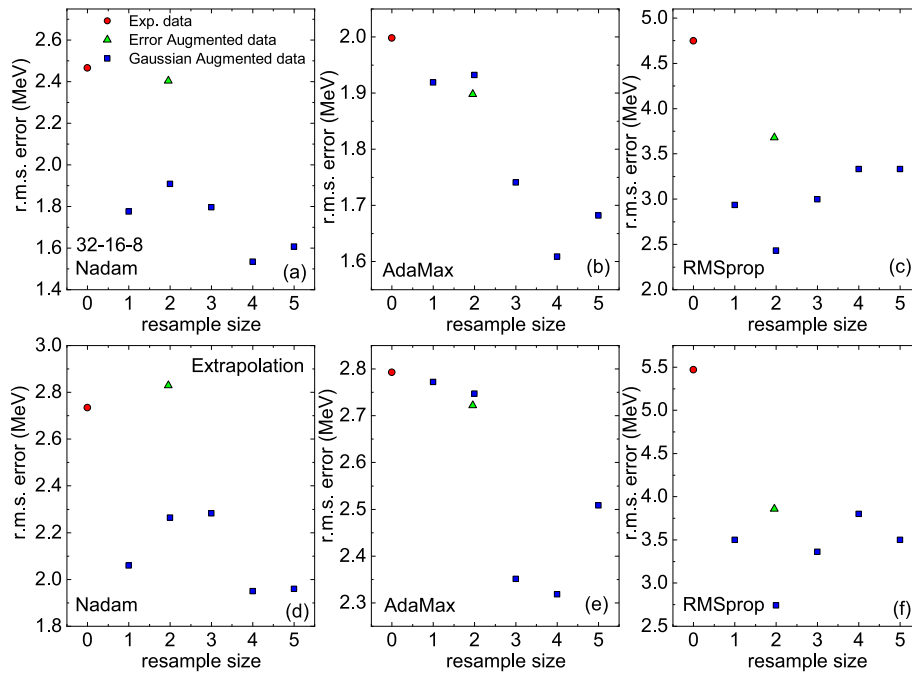 Exp. data
Error Augmented data
Gaussian Augmented data
r.m.s. error (MeV)
2.6
2.4
2.2
2.0
1.8
1.6
1.4
32-16-8
Nadam
(a)
0 1 2 3 4 5
resample size
r.m.s. error (MeV)
2.0
1.9
1.8
1.7
1.6
AdaMax
(b)
0 1 2 3 4 5
resample size
r.m.s. error (MeV)
5.0
4.5
4.0
3.5
3.0
2.5
2.0
RMSprop
(c)
0 1 2 3 4 5
resample size
r.m.s. error (MeV)
3.0
2.8
2.6
2.4
2.2
2.0
1.8
Extrapolation
Nadam
(d)
0 1 2 3 4 5
resample size
r.m.s. error (MeV)
2.8
2.7
2.6
2.5
2.4
2.3
AdaMax
(e)
0 1 2 3 4 5
resample size
r.m.s. error (MeV)
5.5
5.0
4.5
4.0
3.5
3.0
2.5
RMSprop
(f)
0 1 2 3 4 5
resample size